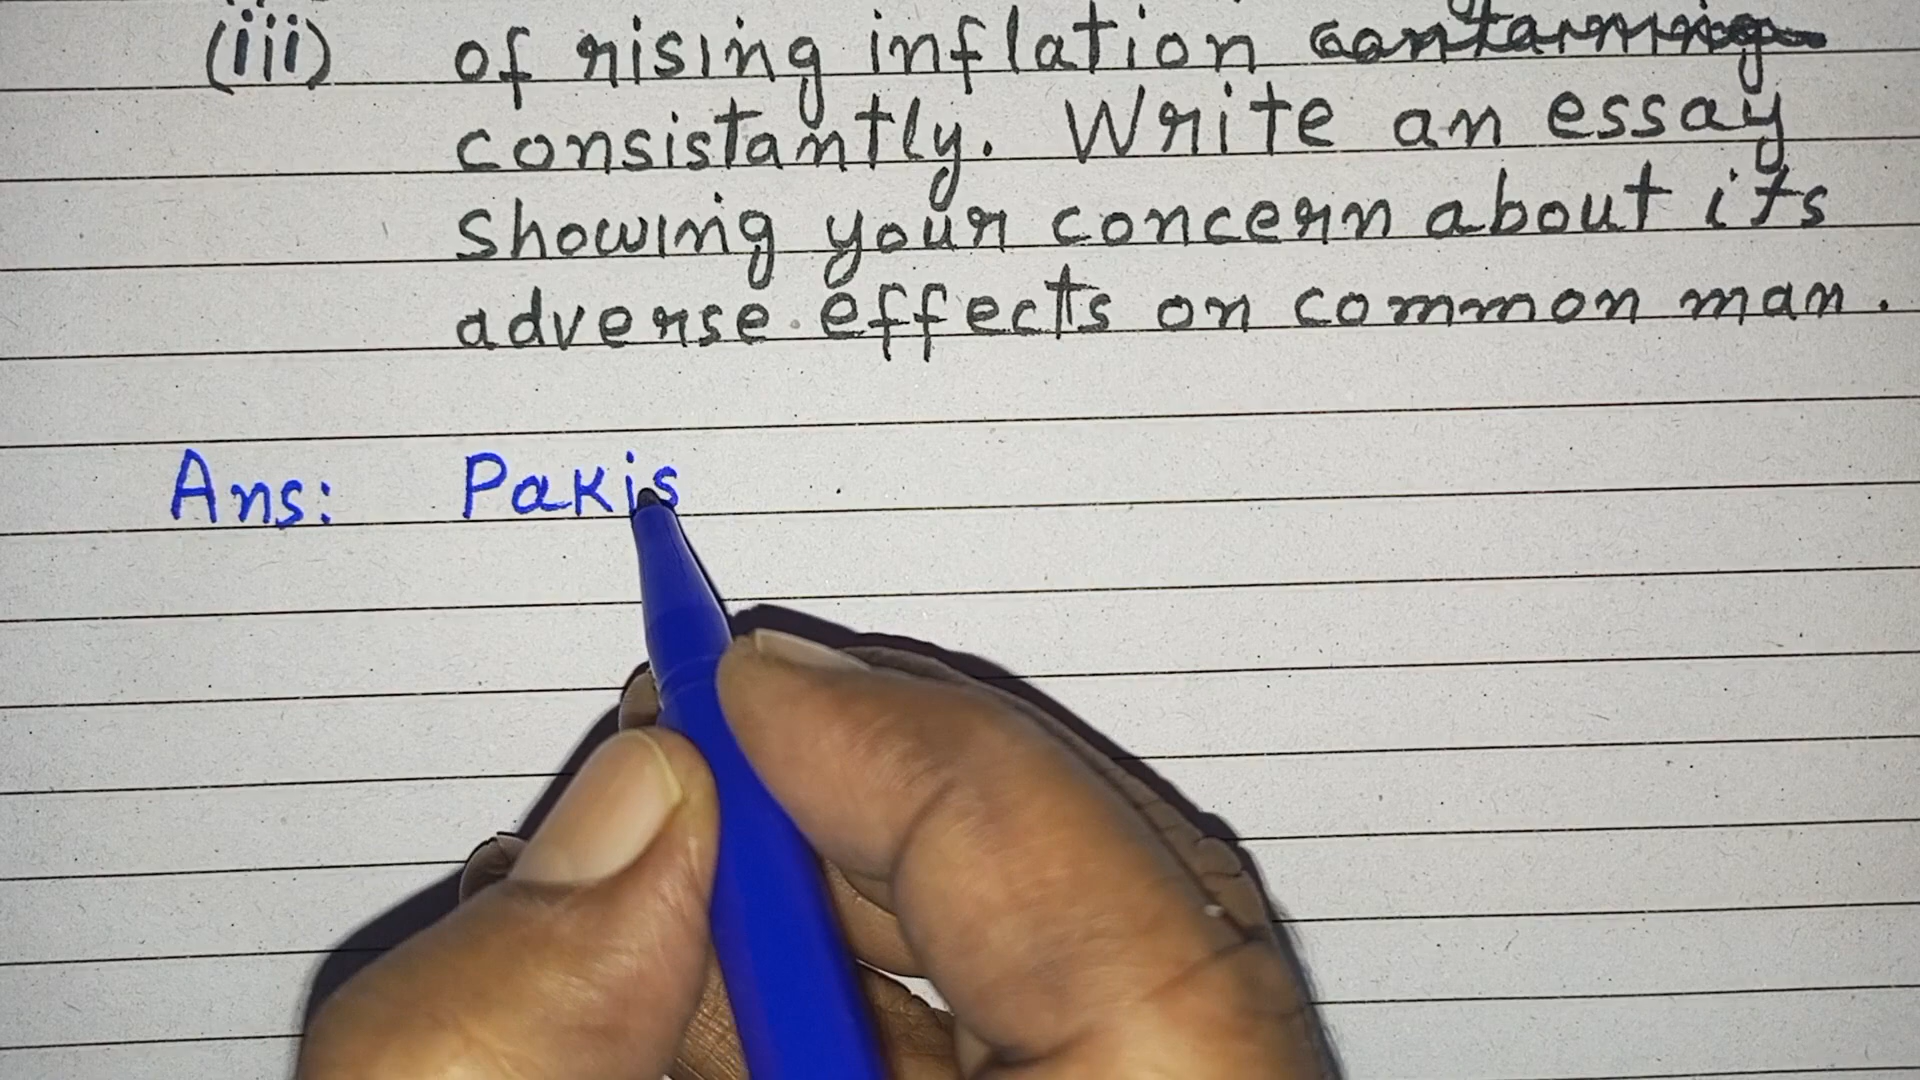 (iii) of rising inflation
consistantly. Write an essay
showing your concern about its
adverse effects on common man.
Ans: Pakis